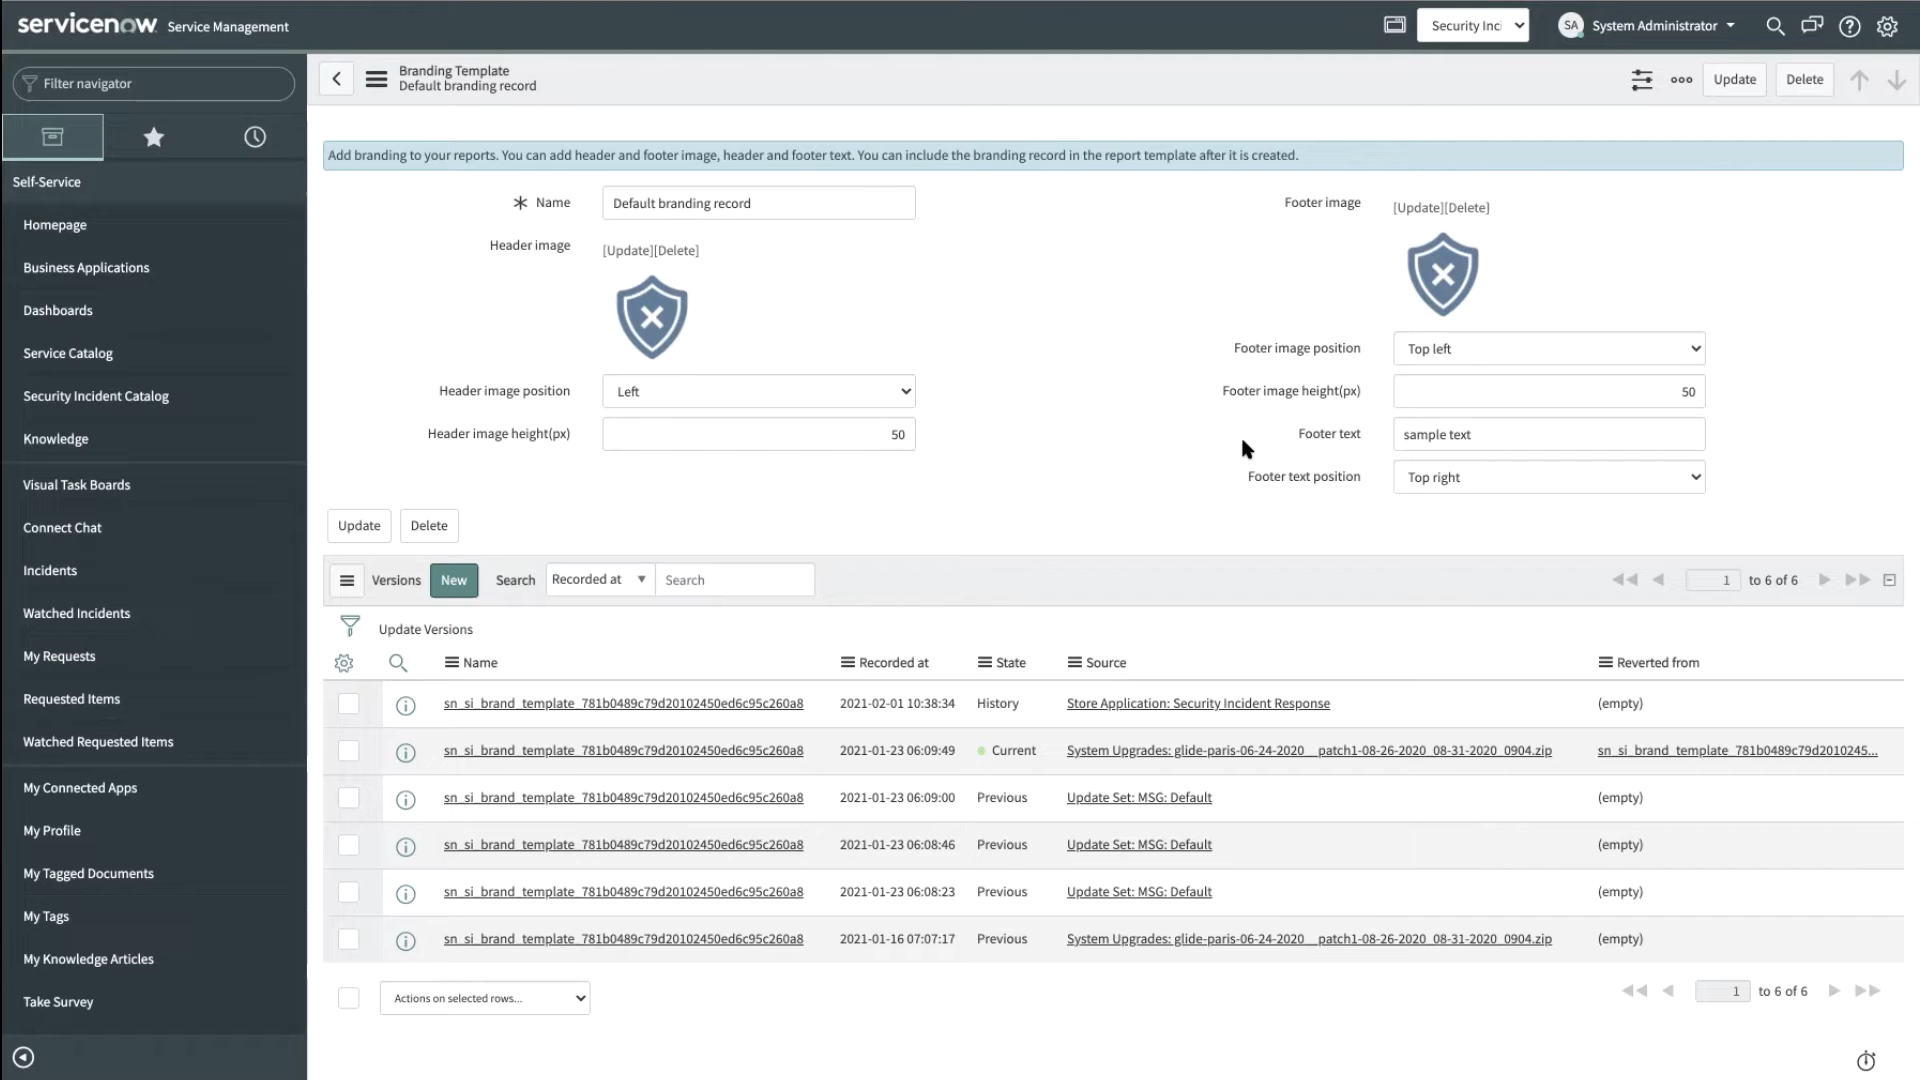 servicenow Service Management
Security Inci
SA System Administrator
Filter navigator
Branding Template
Default branding record
Update Delete
Self-Service
Homepage
Business Applications
Dashboards
Service Catalog
Security Incident Catalog
Knowledge
Visual Task Boards
Connect Chat
Incidents
Watched Incidents
My Requests
Requested Items
Watched Requested Items
My Connected Apps
My Profile
My Tagged Documents
My Tags
My Knowledge Articles
Take Survey
Add branding to your reports. You can add header and footer image, header and footer text. You can include the branding record in the report template after it is created.
Name Default branding record
Header image [Update][Delete]
Header image position Left
Header image height(px) 50
Footer image [Update][Delete]
Footer image position Top left
Footer image height(px) 50
Footer text sample text
Footer text position Top right
Update Delete
Versions New Search Recorded at Search 1 to 6 of 6
Update Versions
Name Recorded at State Source Reverted from
sn_si_brand_template_781b0489c79d20102450ed6c95c260a8 2021-02-01 10:38:34 History Store Application: Security Incident Response (empty)
sn_si_brand_template_781b0489c79d20102450ed6c95c260a8 2021-01-23 06:09:49 Current System Upgrades: glide-paris-06-24-2020__patch1-08-26-2020_08-31-2020_0904.zip sn_si_brand_template_781b0489c79d2010245...
sn_si_brand_template_781b0489c79d20102450ed6c95c260a8 2021-01-23 06:09:00 Previous Update Set: MSG: Default (empty)
sn_si_brand_template_781b0489c79d20102450ed6c95c260a8 2021-01-23 06:08:46 Previous Update Set: MSG: Default (empty)
sn_si_brand_template_781b0489c79d20102450ed6c95c260a8 2021-01-23 06:08:23 Previous Update Set: MSG: Default (empty)
sn_si_brand_template_781b0489c79d20102450ed6c95c260a8 2021-01-16 07:07:17 Previous System Upgrades: glide-paris-06-24-2020__patch1-08-26-2020_08-31-2020_0904.zip (empty)
Actions on selected rows... 1 to 6 of 6